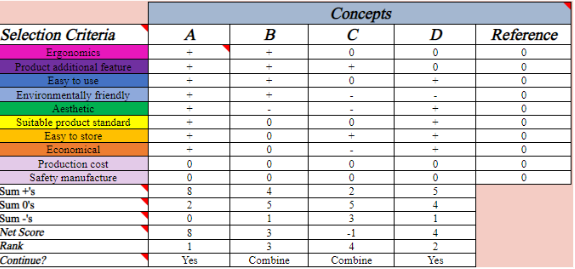 Concepts
Selection Criteria A B C D Reference
Ergonomics + + 0 0 0
Product additional feature + + + 0 0
Easy to use + + 0 + 0
Environmentally friendly + + - - 0
Aesthetic + - - + 0
Suitable product standard + 0 0 + 0
Easy to store + 0 + + 0
Economical + 0 - + 0
Production cost 0 0 0 0 0
Safety manufacture 0 0 0 0 0
Sum +'s 8 4 2 5
Sum 0's 2 5 5 4
Sum -'s 0 1 3 1
Net Score 8 3 -1 4
Rank 1 3 4 2
Continue? Yes Combine Combine Yes